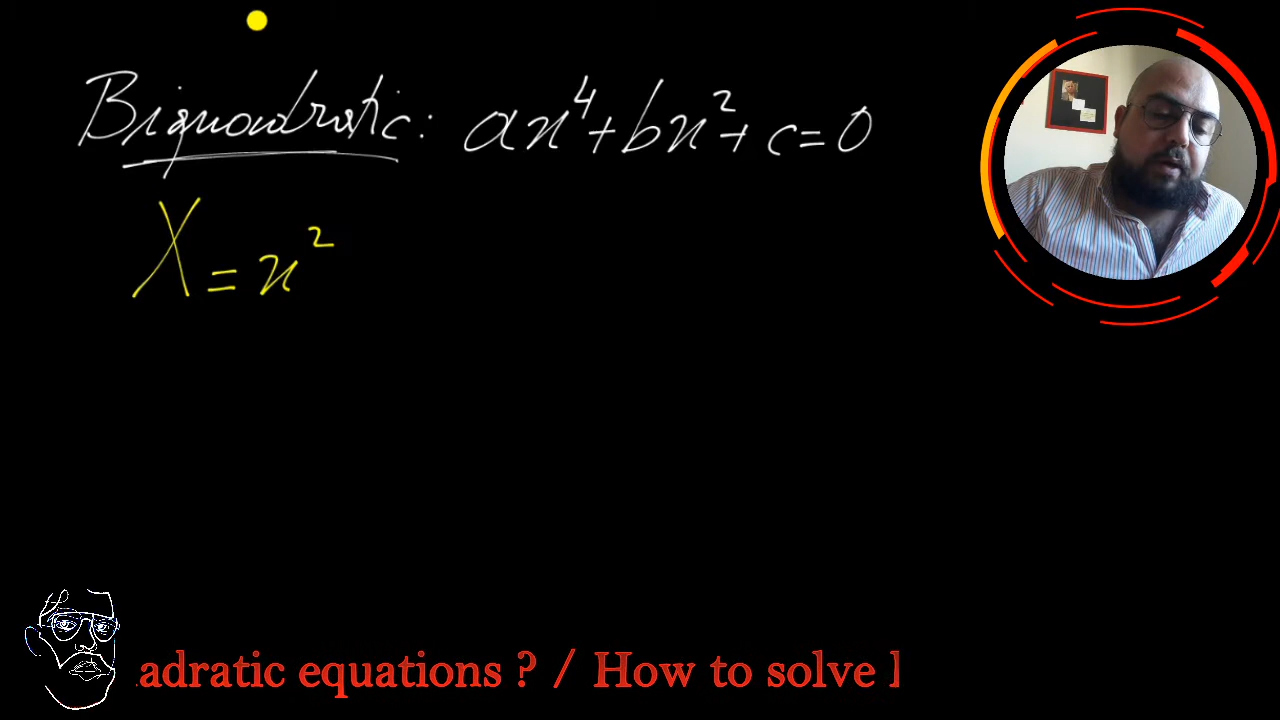 Biquadratic: ax⁴+bx²+c=0
X=x²
adratic equations ? / How to solve